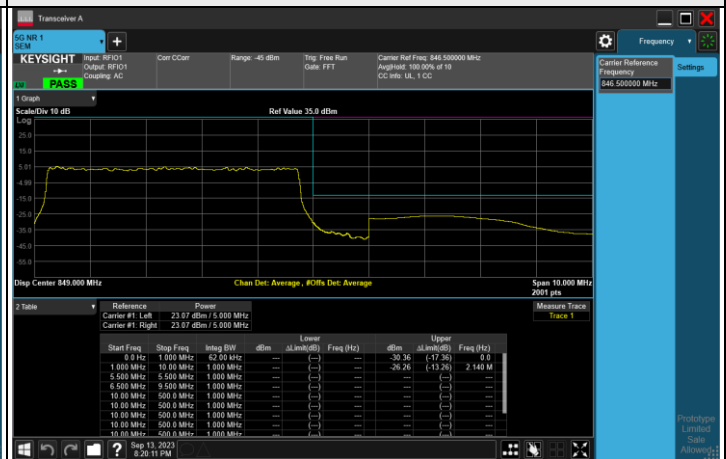 Transceiver A
5G NR 1
SEM
Frequency
KEYSIGHT
Input: RFIO1
Output: RFIO1
Coupling: AC
Corr CCorr
Range: -45 dBm
Trig: Free Run
Gate: FFT
Carrier Ref Freq: 846.500000 MHz
Avg|Hold: 100.00% of 10
CC Info: UL, 1 CC
PASS
Carrier Reference
Frequency
846.500000 MHz
Settings
1 Graph
Scale/Div 10 dB
Ref Value 35.0 dBm
Log
25.0
15.0
5.01
-4.99
-15.0
-25.0
-35.0
-45.0
-55.0
Disp Center 849.000 MHz
Chan Det: Average , #Offs Det: Average
Span 10.000 MHz
2001 pts
2 Table
Reference Power
Carrier #1: Left 23.07 dBm / 5.000 MHz
Carrier #1: Right 23.07 dBm / 5.000 MHz
Measure Trace
Trace 1
Lower Upper
Start Freq Stop Freq Integ BW dBm ΔLimit(dB) Freq (Hz) dBm ΔLimit(dB) Freq (Hz)
0.0 Hz 1.000 MHz 62.00 kHz --- (---) --- -30.36 (-17.36) 0.0
1.000 MHz 10.00 MHz 1.000 MHz --- (---) --- -26.26 (-13.26) 2.140 M
5.500 MHz 5.500 MHz 1.000 MHz --- (---) --- --- (---) ---
6.500 MHz 9.500 MHz 1.000 MHz --- (---) --- --- (---) ---
10.00 MHz 500.0 MHz 1.000 MHz --- (---) --- --- (---) ---
10.00 MHz 500.0 MHz 1.000 MHz --- (---) --- --- (---) ---
10.00 MHz 500.0 MHz 1.000 MHz --- (---) --- --- (---) ---
10.00 MHz 500.0 MHz 1.000 MHz --- (---) --- --- (---) ---
10.00 MHz 500.0 MHz 1.000 MHz --- (---) --- --- (---) ---
Sep 13, 2023
8:20:11 PM
Prototype
Limited
Sale
Allowed